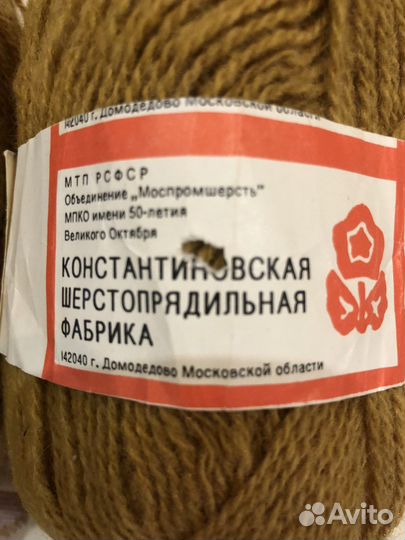 142040 г. Домодедово Московской области
МТП РСФСР
Объединение „Моспромшерсть"
МПКО имени 50-летия
Великого Октября
КОНСТАНТИНОВСКАЯ
ШЕРСТОПРЯДИЛЬНАЯ
ФАБРИКА
142040 г. Домодедово Московской области
Avito